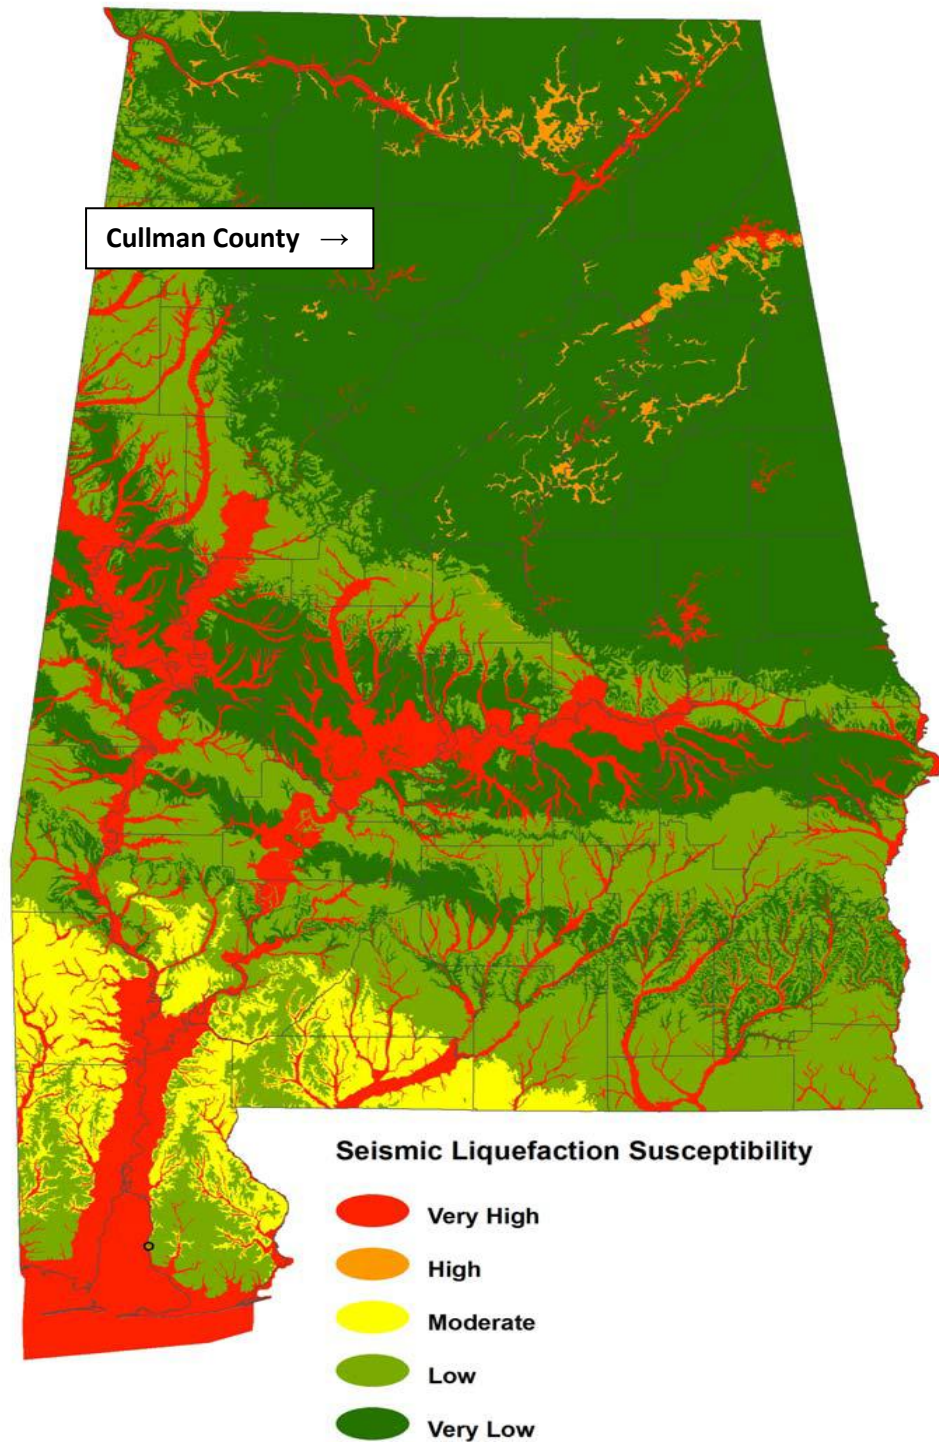 Cullman County →
Seismic Liquefaction Susceptibility
Very High
High
Moderate
Low
Very Low